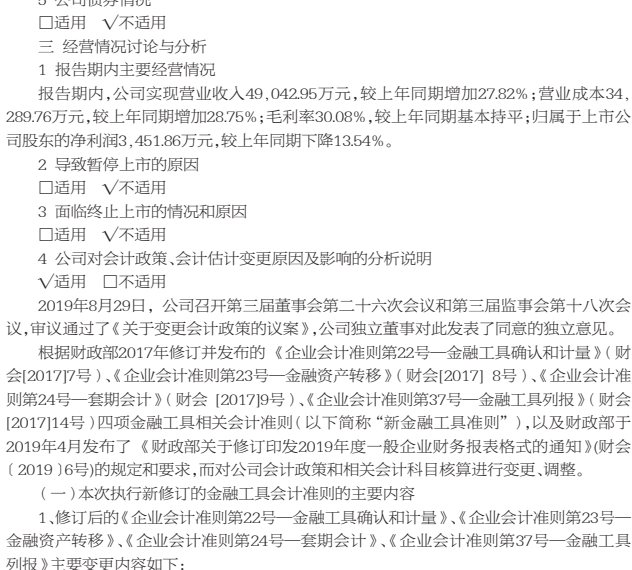 5 公司债券情况
□适用 √不适用
三 经营情况讨论与分析
1 报告期内主要经营情况
报告期内,公司实现营业收入49,042.95万元,较上年同期增加27.82%;营业成本34,
289.76万元,较上年同期增加28.75%;毛利率30.08%,较上年同期基本持平;归属于上市公
司股东的净利润3,451.86万元,较上年同期下降13.54%。
2 导致暂停上市的原因
□适用 √不适用
3 面临终止上市的情况和原因
□适用 √不适用
4 公司对会计政策、会计估计变更原因及影响的分析说明
√适用 □不适用
2019年8月29日, 公司召开第三届董事会第二十六次会议和第三届监事会第十八次会
议,审议通过了《关于变更会计政策的议案》,公司独立董事对此发表了同意的独立意见。
根据财政部2017年修订并发布的 《企业会计准则第22号—金融工具确认和计量》(财
会[2017]7号)、《企业会计准则第23号—金融资产转移》(财会[2017] 8号)、《企业会计准
则第24号—套期会计》(财会 [2017]9号)、《企业会计准则第37号—金融工具列报》(财会
[2017]14号)四项金融工具相关会计准则(以下简称“新金融工具准则”),以及财政部于
2019年4月发布了 《财政部关于修订印发2019年度一般企业财务报表格式的通知》(财会
〔2019〕6号)的规定和要求,而对公司会计政策和相关会计科目核算进行变更、调整。
(一)本次执行新修订的金融工具会计准则的主要内容
1、修订后的《企业会计准则第22号—金融工具确认和计量》、《企业会计准则第23号—
金融资产转移》、《企业会计准则第24号—套期会计》、《企业会计准则第37号—金融工具
列报》主要变更内容如下: